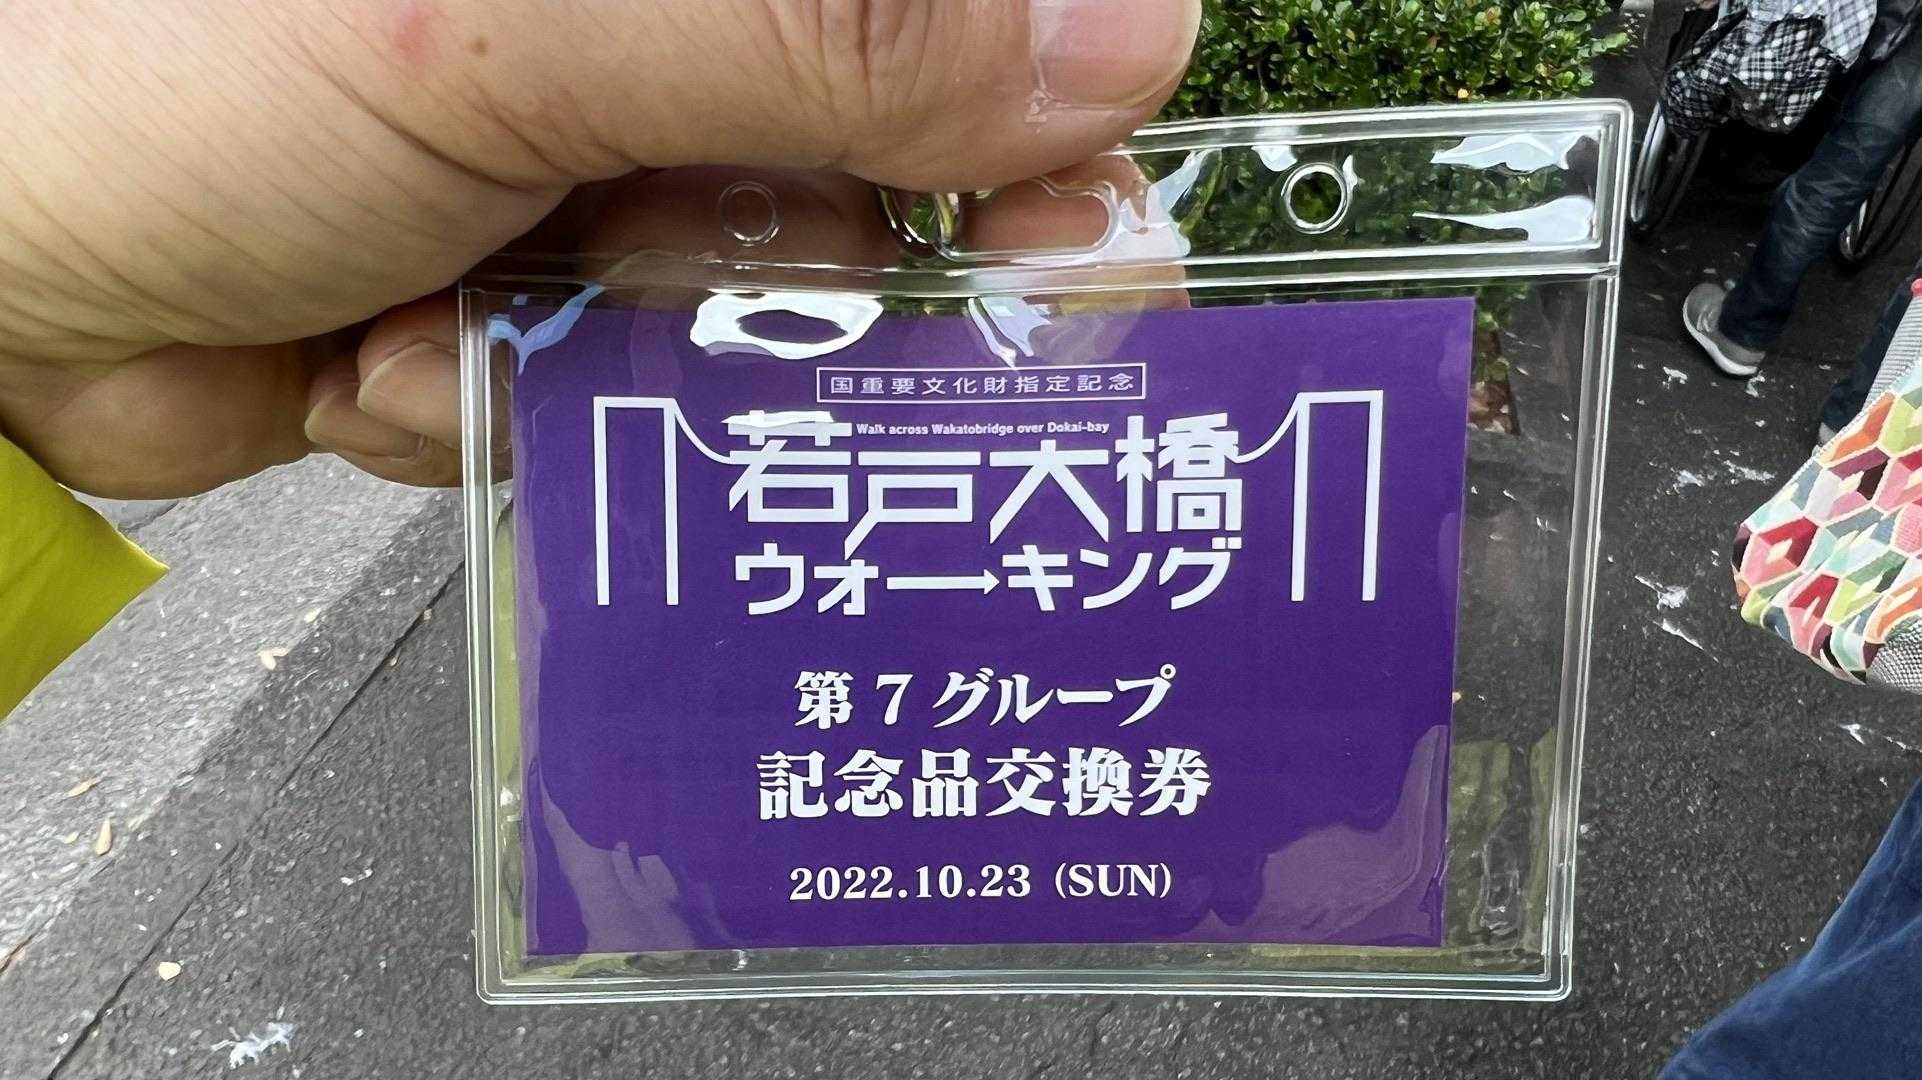 国重要文化財指定記念
Walk across Wakatobridge over Dokai-bay
若戸大橋
ウォーキング
第7グループ
記念品交換券
2022.10.23 (SUN)